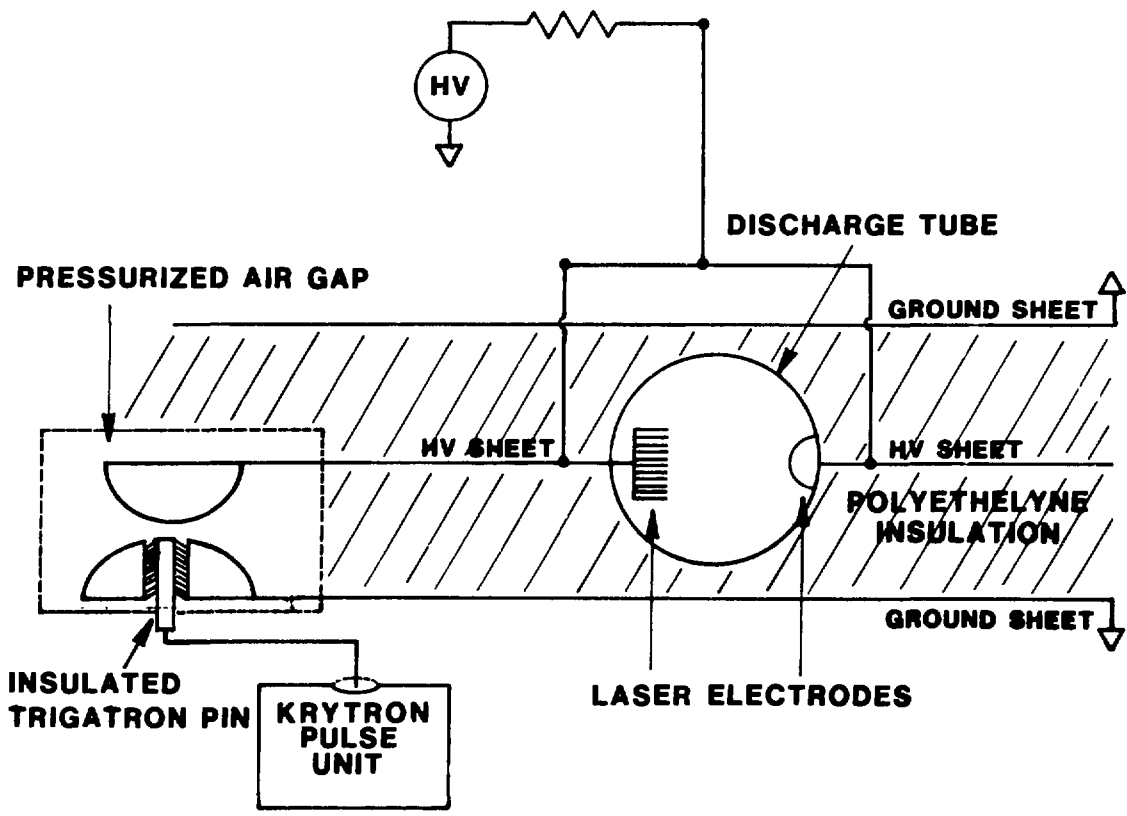 HV
DISCHARGE TUBE
PRESSURIZED AIR GAP
GROUND SHEET
HV SHEET
HV SHEET
POLYETHELYNE
INSULATION
GROUND SHEET
INSULATED
TRIGATRON PIN
LASER ELECTRODES
KRYTRON
PULSE
UNIT